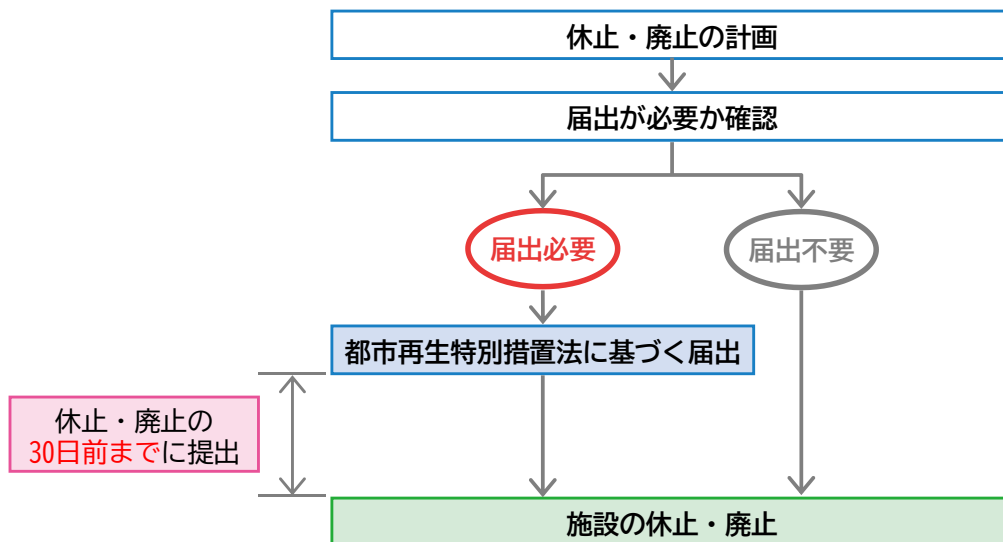 休止・廃止の計画
届出が必要か確認
届出必要
届出不要
都市再生特別措置法に基づく届出
休止・廃止の
30日前までに提出
施設の休止・廃止